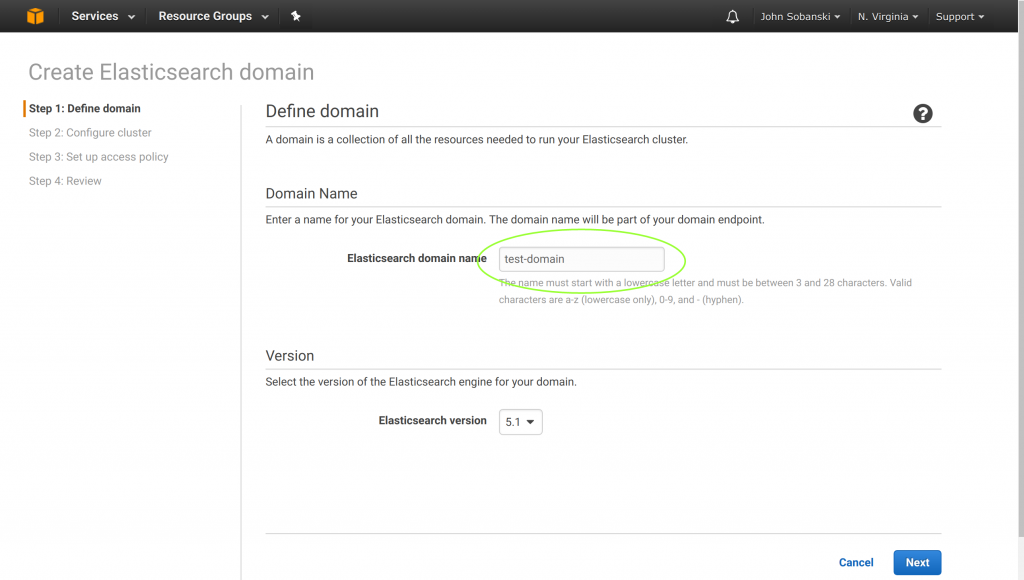 Services
Resource Groups
John Sobanski
N. Virginia
Support
Create Elasticsearch domain
Step 1: Define domain
Step 2: Configure cluster
Step 3: Set up access policy
Step 4: Review
Define domain
?
A domain is a collection of all the resources needed to run your Elasticsearch cluster.
Domain Name
Enter a name for your Elasticsearch domain. The domain name will be part of your domain endpoint.
Elasticsearch domain name
test-domain
The name must start with a lowercase letter and must be between 3 and 28 characters. Valid
characters are a-z (lowercase only), 0-9, and - (hyphen).
Version
Select the version of the Elasticsearch engine for your domain.
Elasticsearch version
5.1
Cancel
Next